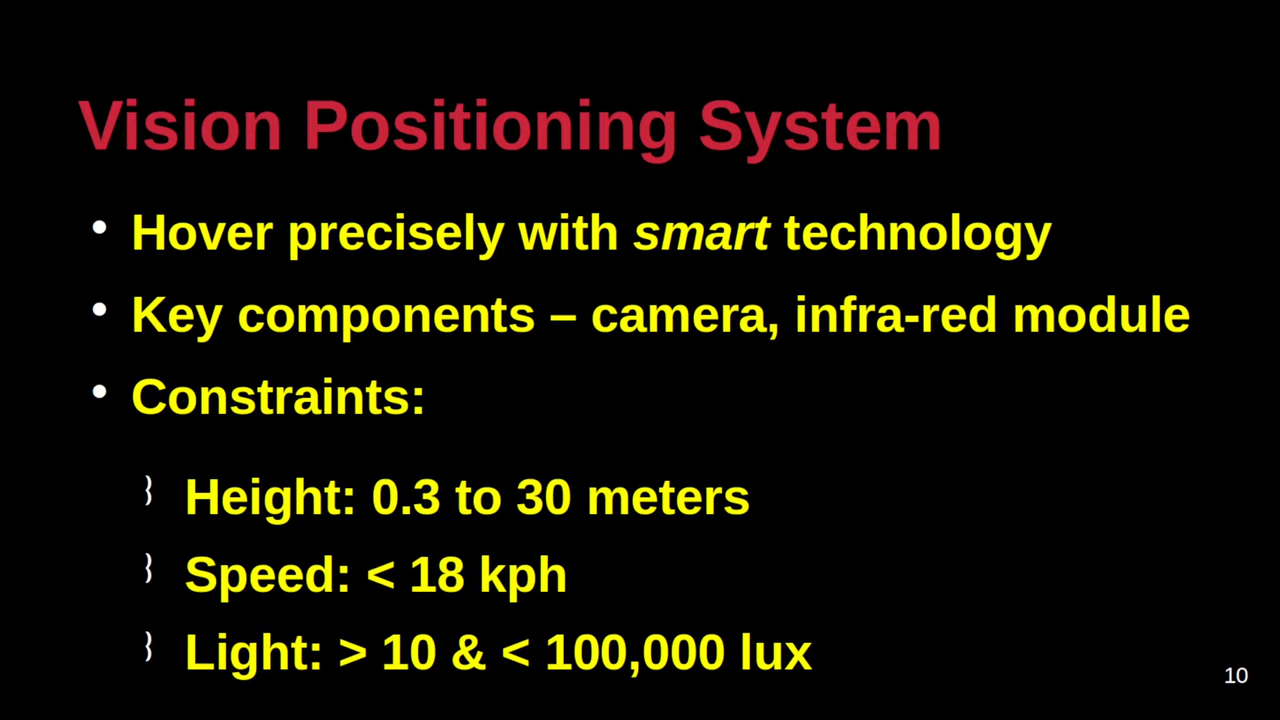 Vision Positioning System
• Hover precisely with smart technology
• Key components – camera, infra-red module
• Constraints:
Height: 0.3 to 30 meters
Speed: < 18 kph
Light: > 10 & < 100,000 lux
10